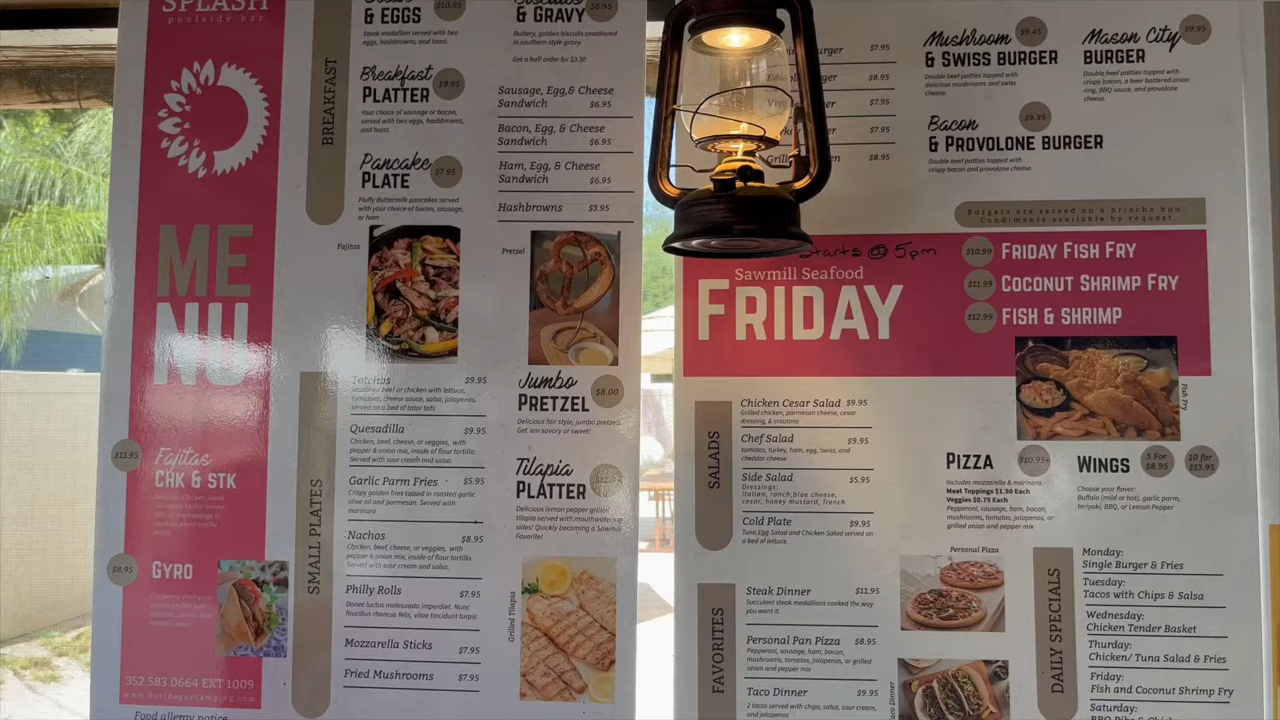 SPLASH
poolside bar
ME
NU
$13.95
Fajitas
CHK & STK
$8.95
GYRO
352 583.0664 EXT 1009
www.floridaguycamping.com
Food allergy notice
BREAKFAST
& EGGS
$10.95
Steak medallion served with two
eggs, hashbrowns, and toast.
Breakfast
PLATTER
$8.95
Your choice of sausage or bacon,
served with two eggs, hashbrowns,
and toast.
Pancake
PLATE
$7.95
Fluffy Buttermilk pancakes served
with your choice of bacon, sausage,
or ham
Biscuits
& GRAVY
$6.95
Buttery, golden biscuits smothered
in southern style gravy.
Get a half order for $3.50
Sausage, Egg,& Cheese
Sandwich $6.95
Bacon, Egg, & Cheese
Sandwich $6.95
Ham, Egg, & Cheese
Sandwich $6.95
Hashbrowns $3.95
Fajitas
Pretzel
SMALL PLATES
Totchos $9.95
Seasoned beef or chicken with lettuce,
tomatoes, cheese sauce, salsa, jalapenos,
served on a bed of tator tots
Quesadilla $9.95
Chicken, beef, cheese, or veggies, with
pepper & onion mix, inside of flour tortilla.
Served with sour cream and salsa.
Garlic Parm Fries $5.95
Crispy golden fries tossed in roasted garlic
olive oil and parmesan. Served with
marinara
Nachos $8.95
Chicken, beef, cheese, or veggies, with
pepper & onion mix, inside of flour tortilla.
Served with sour cream and salsa.
Philly Rolls $7.95
Donec luctus malesuada imperdiet. Nunc
faucibus rhoncus felis, vitae tincidunt turpis
Mozzarella Sticks $7.95
Fried Mushrooms $7.95
Jumbo
PRETZEL
$8.00
Delicious fair style, jumbo pretzels.
Get 'em savory or sweet!
Tilapia
PLATTER
Delicious lemon pepper grilled
tilapia served with mouthwatering
sides! Quickly becoming a Sawmill
Favorite!
Grilled Tilapia
$7.95
$8.95
$7.95
$7.95
$8.95
Mushroom
& SWISS BURGER
$9.45
Double beef patties topped with
delicious mushrooms and swiss
cheese.
Mason City
BURGER
$9.95
Double beef patties topped with
crispy bacon, a beer battered onion
ring, BBQ sauce, and provolone
cheese.
Bacon
& PROVOLONE BURGER
$9.95
Double beef patties topped with
crispy bacon and provolone cheese.
Burgers are served on a brioche bun.
Condiments available by request.
Starts @ 5pm
Sawmill Seafood
FRIDAY
$10.99 FRIDAY FISH FRY
$11.99 COCONUT SHRIMP FRY
$12.99 FISH & SHRIMP
Fish Fry
SALADS
Chicken Cesar Salad $9.95
Grilled chicken, parmesan cheese, cesar
dressing, & croutons
Chef Salad $9.95
tomatoes, turkey, ham, egg, swiss, and
cheddar cheese
Side Salad $5.95
Dressings:
Italian, ranch,blue cheese,
cesar, honey mustard, french
Cold Plate $9.95
Tuna,Egg Salad and Chicken Salad served on
a bed of lettuce.
PIZZA
$10.95+
Includes mozzarella & marinara.
Meat Toppings $1.50 Each
Veggies $0.75 Each
Pepperoni, sausage, ham, bacon,
mushrooms, tomatos, jalapenos, or
grilled onion and pepper mix
WINGS
5 For
$8.95
10 for
$13.95
Choose your flavor:
Buffalo (mild or hot), garlic parm,
teriyaki, BBQ, or Lemon Pepper
FAVORITES
Steak Dinner $11.95
Succulent steak medallions cooked the way
you want it.
Personal Pan Pizza $8.95
Pepperoni, sausage, ham, bacon,
mushrooms, tomatos, jalapenos, or grilled
onion and pepper mix
Taco Dinner $9.95
2 tacos served with chips, salsa, sour cream,
and jalapenos
Personal Pizza
Taco Dinner
DAILY SPECIALS
Monday:
Single Burger & Fries
Tuesday:
Tacos with Chips & Salsa
Wednesday:
Chicken Tender Basket
Thursday:
Chicken/ Tuna Salad & Fries
Friday:
Fish and Coconut Shrimp Fry
Saturday: